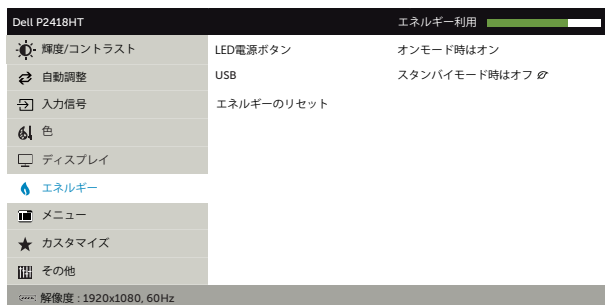 Dell P2418HT エネルギー利用
輝度/コントラスト LED電源ボタン オンモード時はオン
自動調整 USB スタンバイモード時はオフ
入力信号 エネルギーのリセット
色
ディスプレイ
エネルギー
メニュー
カスタマイズ
その他
解像度 : 1920x1080, 60Hz